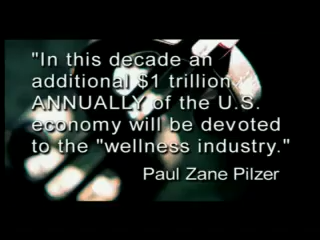 "In this decade an
additional $1 trillion
ANNUALLY of the U.S.
economy will be devoted
to the "wellness industry."
Paul Zane Pilzer